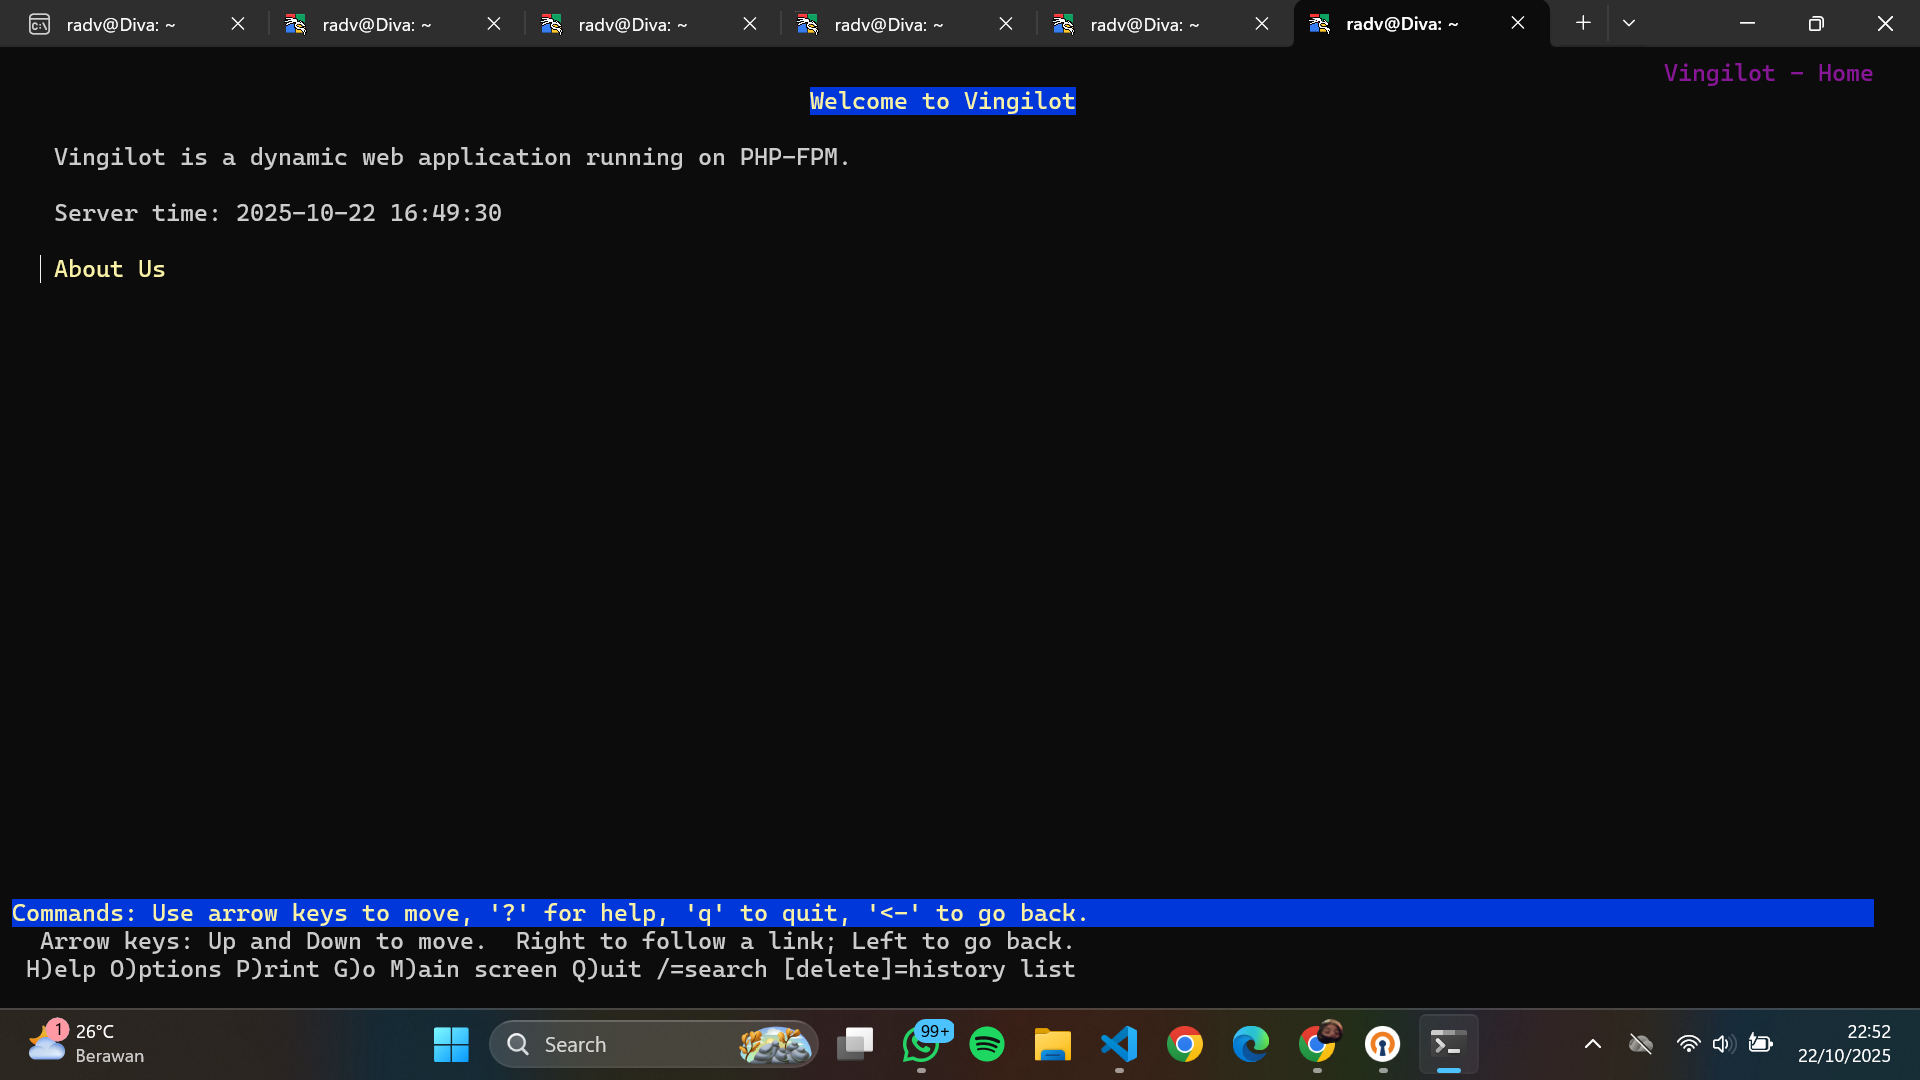 radv@Diva: ~
radv@Diva: ~
radv@Diva: ~
radv@Diva: ~
radv@Diva: ~
radv@Diva: ~
Vingilot - Home
Welcome to Vingilot
Vingilot is a dynamic web application running on PHP-FPM.
Server time: 2025-10-22 16:49:30
About Us
Commands: Use arrow keys to move, '?' for help, 'q' to quit, '<-' to go back.
Arrow keys: Up and Down to move.  Right to follow a link; Left to go back.
H)elp O)ptions P)rint G)o M)ain screen Q)uit /=search [delete]=history list
1
26°C
Berawan
Search
99+
22:52
22/10/2025